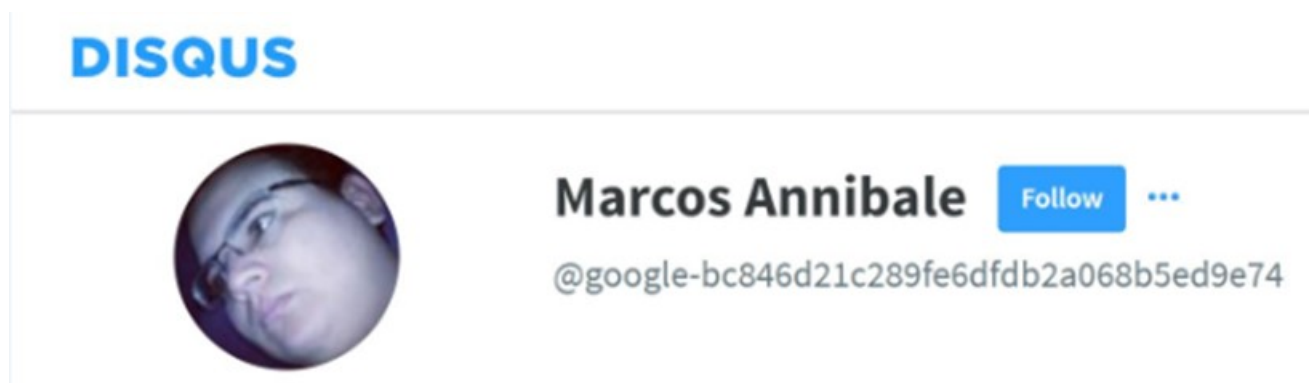 DISQUS
Marcos Annibale Follow ...
@google-bc846d21c289fe6dfdb2a068b5ed9e74